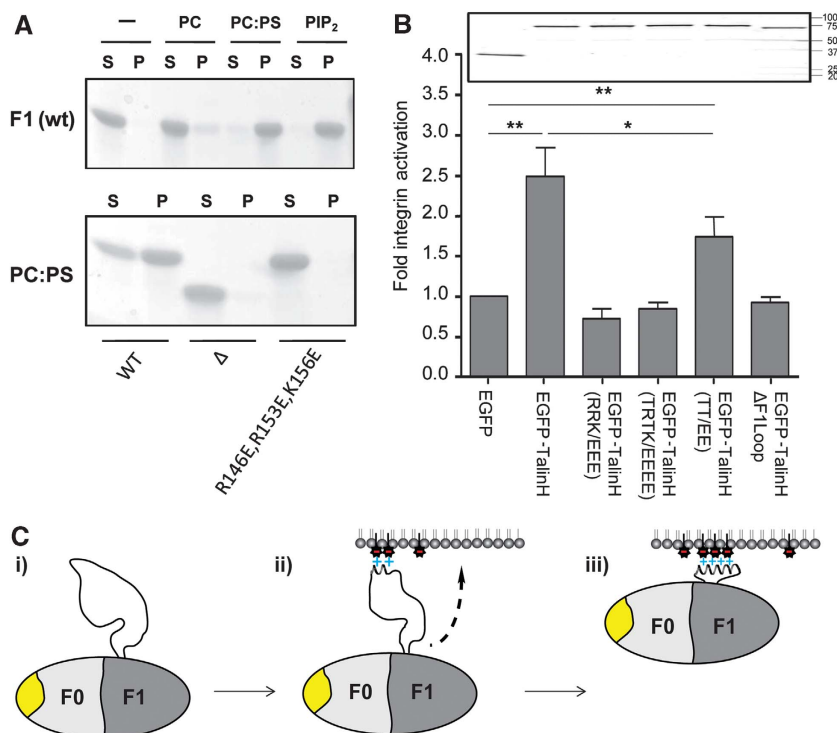 A
— PC PC:PS PIP2
S P S P S P S P
F1 (wt)
S P S P S P
PC:PS
WT
Δ
R146E,R153E,K156E
B
100
75
50
37
25
20
Fold integrin activation
4.0
3.5
3.0
2.5
2.0
1.5
1.0
0.5
0.0
**
** *
EGFP
EGFP-TalinH
EGFP-TalinH
(RRK/EEE)
EGFP-TalinH
(TRTK/EEEE)
EGFP-TalinH
(TT/EE)
EGFP-TalinH
ΔF1Loop
C
i) ii) iii)
+ + + + + +
F0 F1
F0 F1
F0 F1